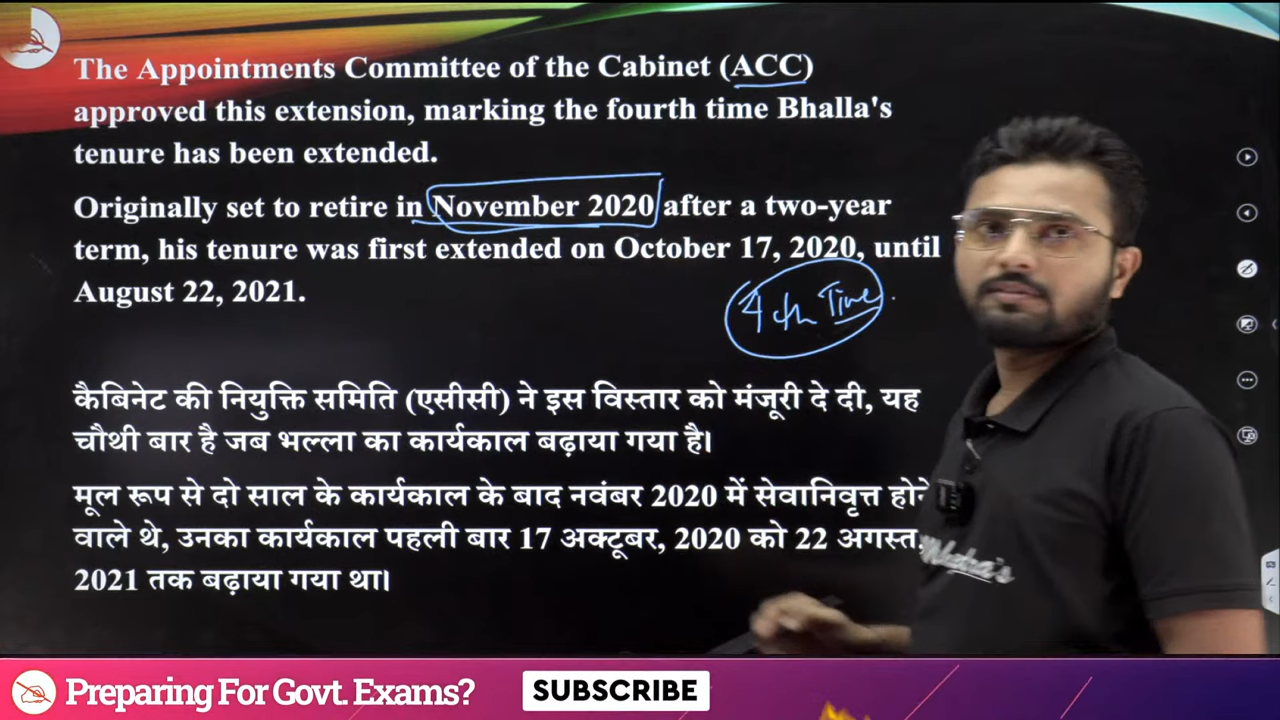 The Appointments Committee of the Cabinet (ACC)
approved this extension, marking the fourth time Bhalla's
tenure has been extended.
Originally set to retire in November 2020 after a two-year
term, his tenure was first extended on October 17, 2020, until
August 22, 2021.
4th Time
कैबिनेट की नियुक्ति समिति (एसीसी) ने इस विस्तार को मंजूरी दे दी, यह
चौथी बार है जब भल्ला का कार्यकाल बढ़ाया गया है।
मूल रूप से दो साल के कार्यकाल के बाद नवंबर 2020 में सेवानिवृत्त होने
वाले थे, उनका कार्यकाल पहली बार 17 अक्टूबर, 2020 को 22 अगस्त,
2021 तक बढ़ाया गया था।
Mahendra's
Preparing For Govt. Exams?
SUBSCRIBE